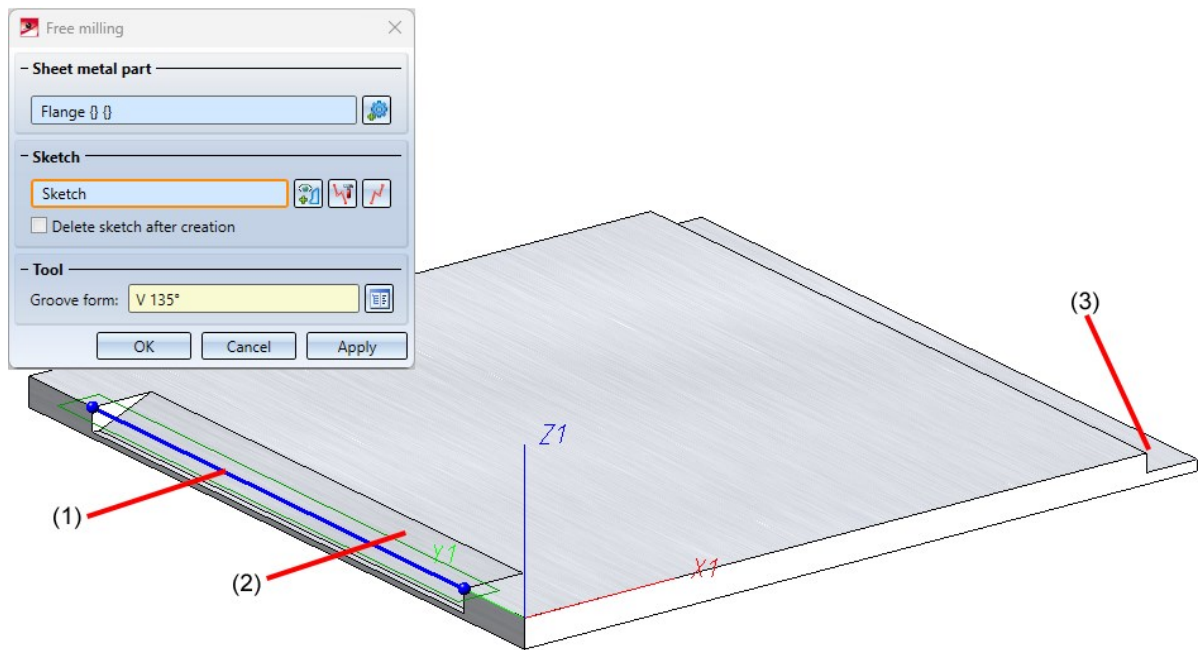 Free milling
Sheet metal part
Flange {} {}
Sketch
Sketch
Delete sketch after creation
Tool
Groove form: V 135°
OK Cancel Apply
(3)
Z1
(1)
Y1
X1
(2)